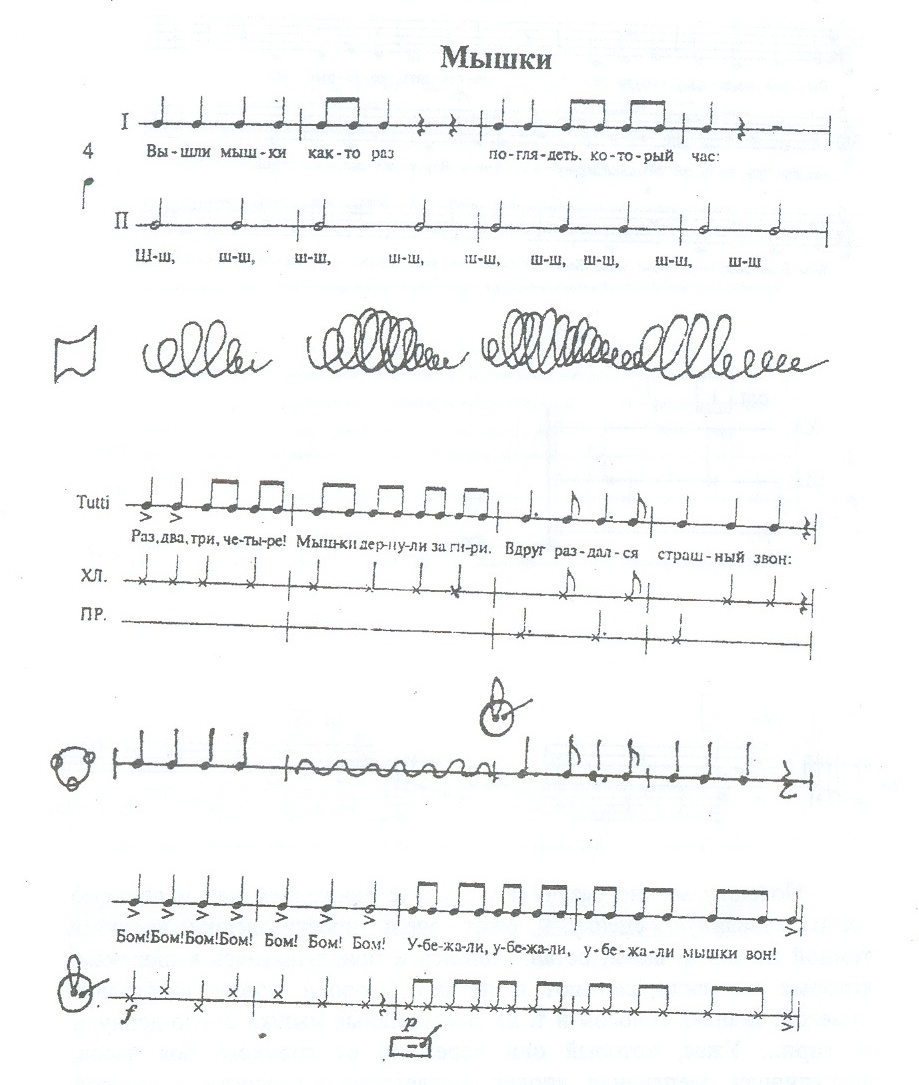 Мышки
I
Вы-шли мыш-ки как-то раз по-гля-деть. ко-то-рый час:
4
П
Ш-ш, ш-ш, ш-ш, ш-ш, ш-ш, ш-ш, ш-ш, ш-ш, ш-ш
Tutti
Раз, два, три, че-ты-ре! Мыш-ки дер-ну-ли за ги-ри. Вдруг раз-дал-ся страш-ный звон:
ХЛ.
ПР.
Бом! Бом! Бом! Бом! Бом! Бом! Бом! У-бе-жа-ли, у-бе-жа-ли, у-бе-жа-ли мышки вон!
f p